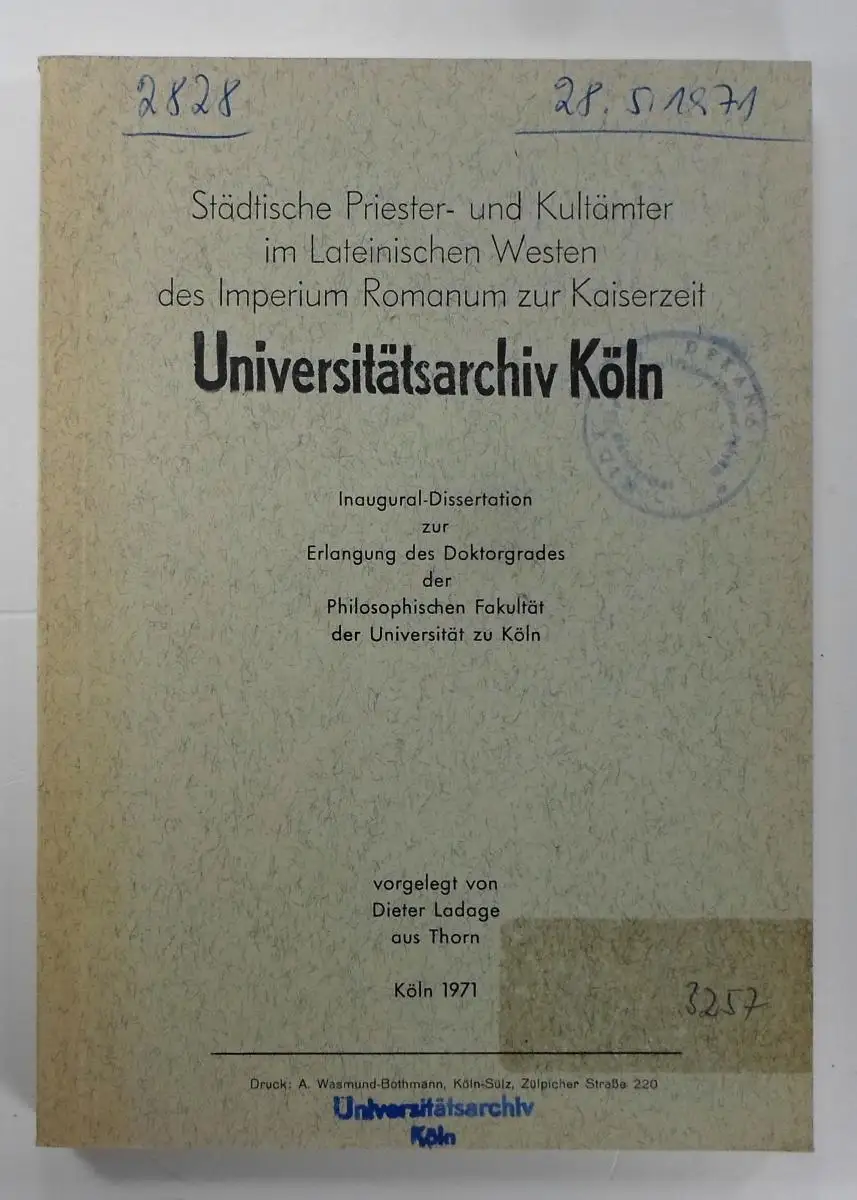 2828
28. 5. 1971
Städtische Priester- und Kultämter
im Lateinischen Westen
des Imperium Romanum zur Kaiserzeit
Universitätsarchiv Köln
DEKANS
Inaugural-Dissertation
zur
Erlangung des Doktorgrades
der
Philosophischen Fakultät
der Universität zu Köln
vorgelegt von
Dieter Ladage
aus Thorn
Köln 1971
3257
Druck: A. Wasmund-Bothmann, Köln-Sülz, Zülpicher Straße 220
Universitätsarchiv
Köln